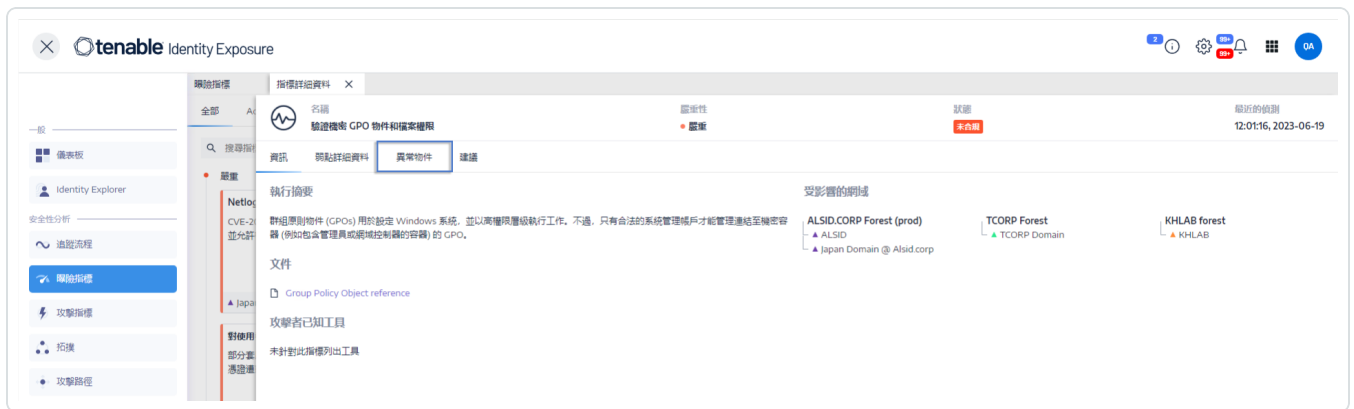 tenable Identity Exposure
2
99+
99+
QA
曝險指標
指標詳細資料
全部
名稱
嚴重性
狀態
最近的偵測
驗證機密 GPO 物件和檔案權限
嚴重
未合規
12:01:16, 2023-06-19
一般
儀表板
Identity Explorer
安全性分析
追蹤流程
曝險指標
攻擊指標
拓撲
攻擊路徑
嚴重
並允許
對使用
部分套
資訊
弱點詳細資料
異常物件
建議
執行摘要
群組原則物件 (GPOs) 用於設定 Windows 系統，並以高權限層級執行工作。不過，只有合法的系統管理帳戶才能管理連結至機密容
器 (例如包含管理員或網域控制器的容器) 的 GPO。
文件
Group Policy Object reference
攻擊者已知工具
未針對此指標列出工具
受影響的網域
ALSID.CORP Forest (prod)
ALSID
Japan Domain @ Alsid.corp
TCORP Forest
TCORP Domain
KHLAB forest
KHLAB